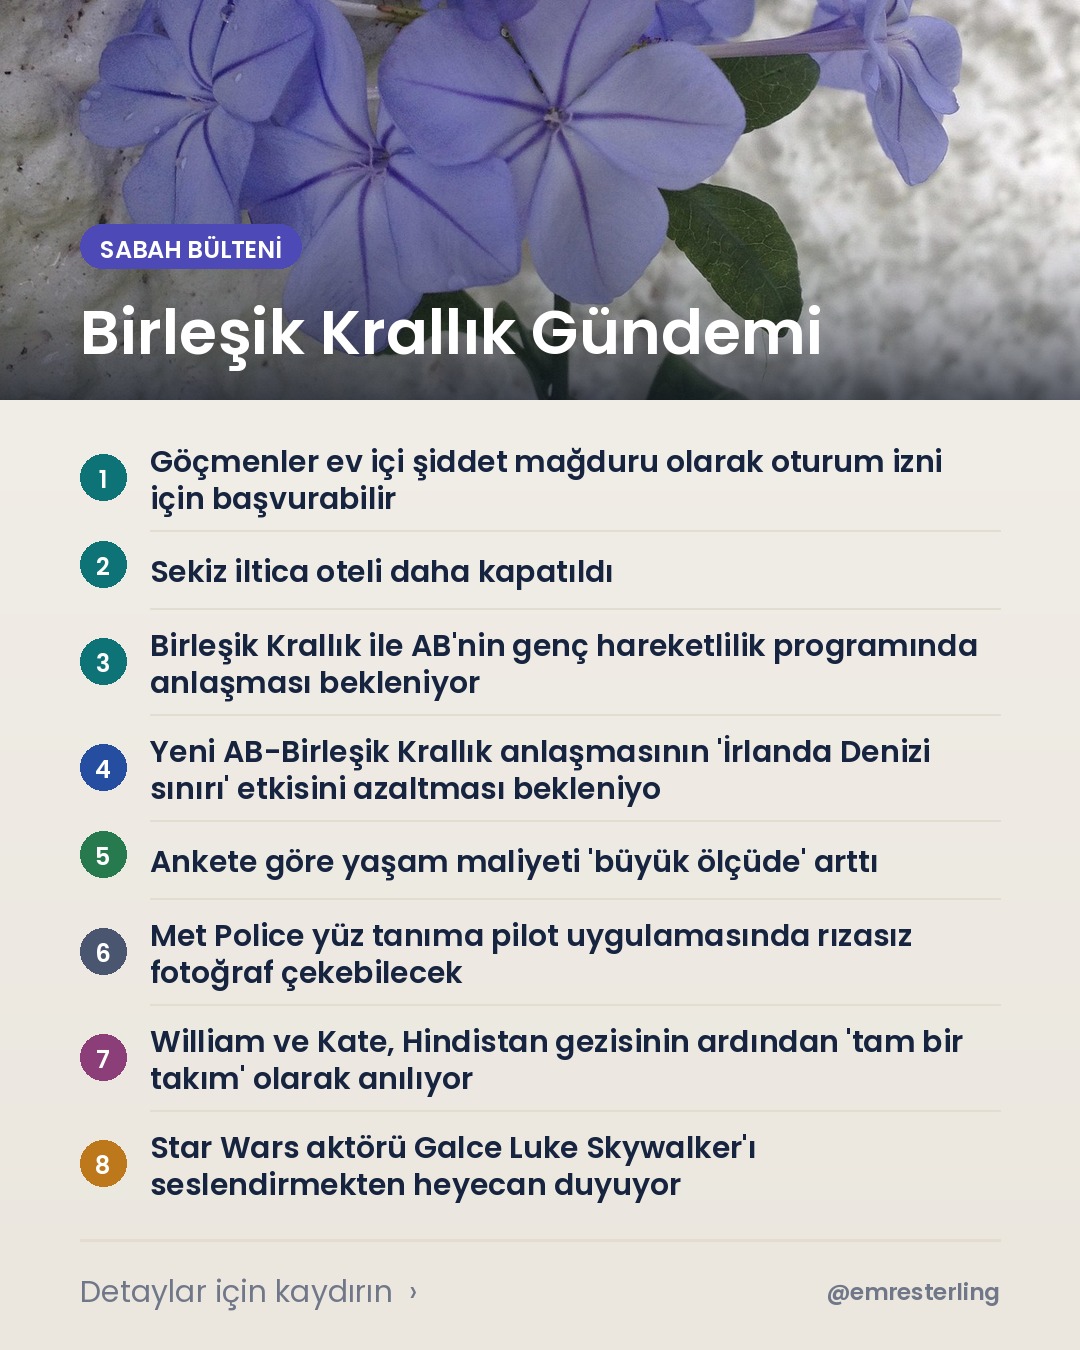 SABAH BÜLTENİ
Birleşik Krallık Gündemi
1 Göçmenler ev içi şiddet mağduru olarak oturum izni
için başvurabilir
2 Sekiz iltica oteli daha kapatıldı
3 Birleşik Krallık ile AB'nin genç hareketlilik programında
anlaşması bekleniyor
4 Yeni AB-Birleşik Krallık anlaşmasının 'İrlanda Denizi
sınırı' etkisini azaltması bekleniyo
5 Ankete göre yaşam maliyeti 'büyük ölçüde' arttı
6 Met Police yüz tanıma pilot uygulamasında rızasız
fotoğraf çekebilecek
7 William ve Kate, Hindistan gezisinin ardından 'tam bir
takım' olarak anılıyor
8 Star Wars aktörü Galce Luke Skywalker'ı
seslendirmekten heyecan duyuyor
Detaylar için kaydırın ›
@emresterling